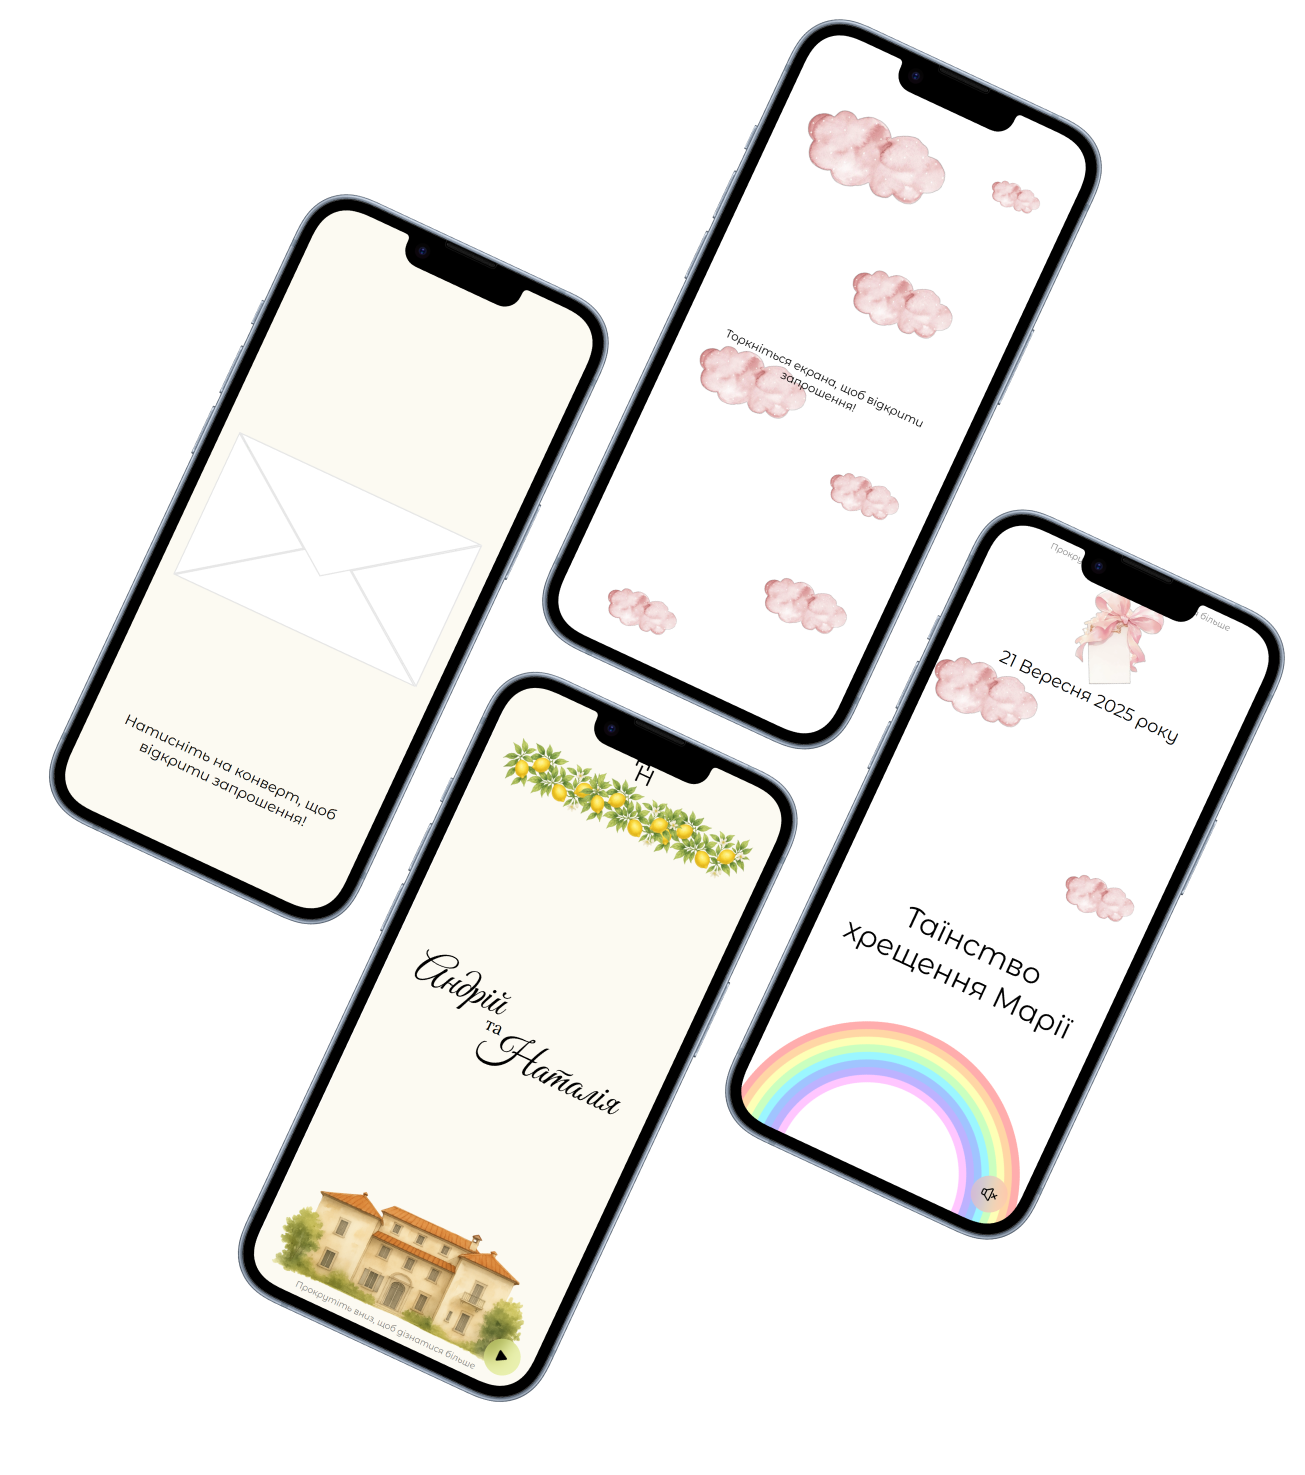 Торкніться екрана, щоб відкрити
запрошення!
Натисніть на конверт, щоб
відкрити запрошення!
більше
21 Вересня 2025 року
Таїнство
хрещення Марії
Н
Андрій
та
Наталія
Прокрутіть вниз, щоб дізнатися більше